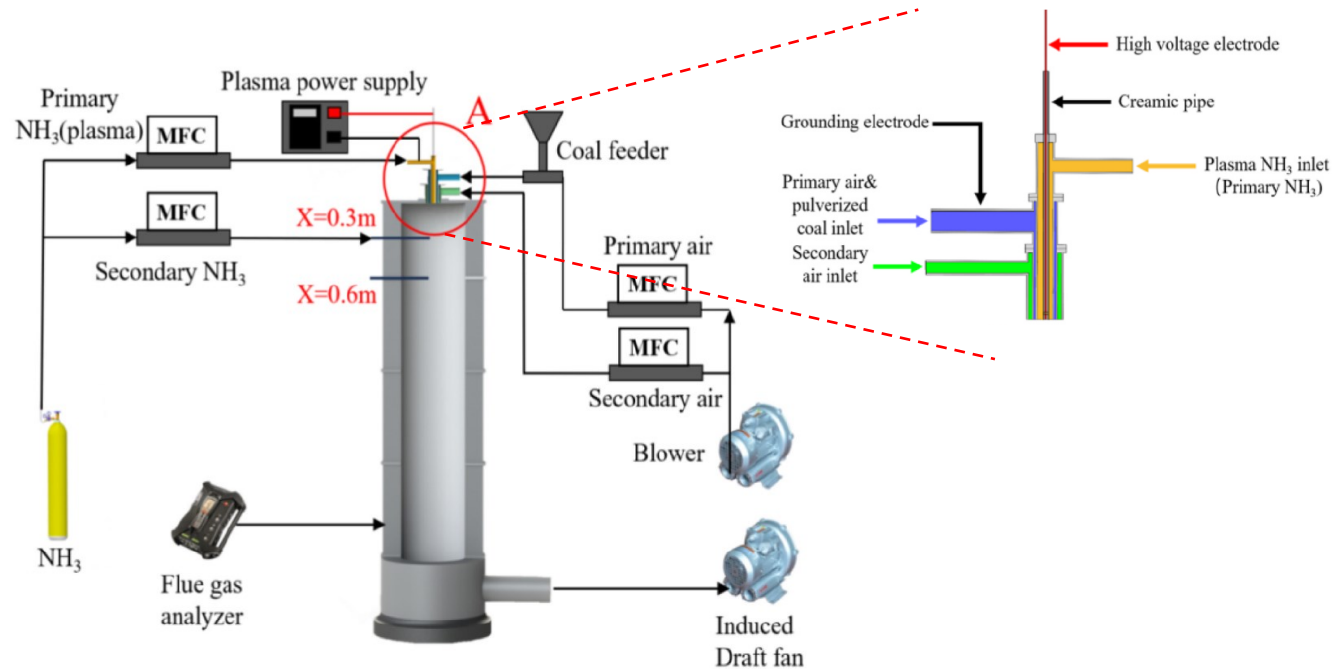 Plasma power supply
A
Primary
NH₃(plasma)
MFC
Coal feeder
MFC
Secondary NH₃
X=0.3m
X=0.6m
Primary air
MFC
MFC
Secondary air
Blower
NH₃
Flue gas
analyzer
Induced
Draft fan
High voltage electrode
Creamic pipe
Grounding electrode
Plasma NH₃ inlet
(Primary NH₃)
Primary air&
pulverized
coal inlet
Secondary
air inlet